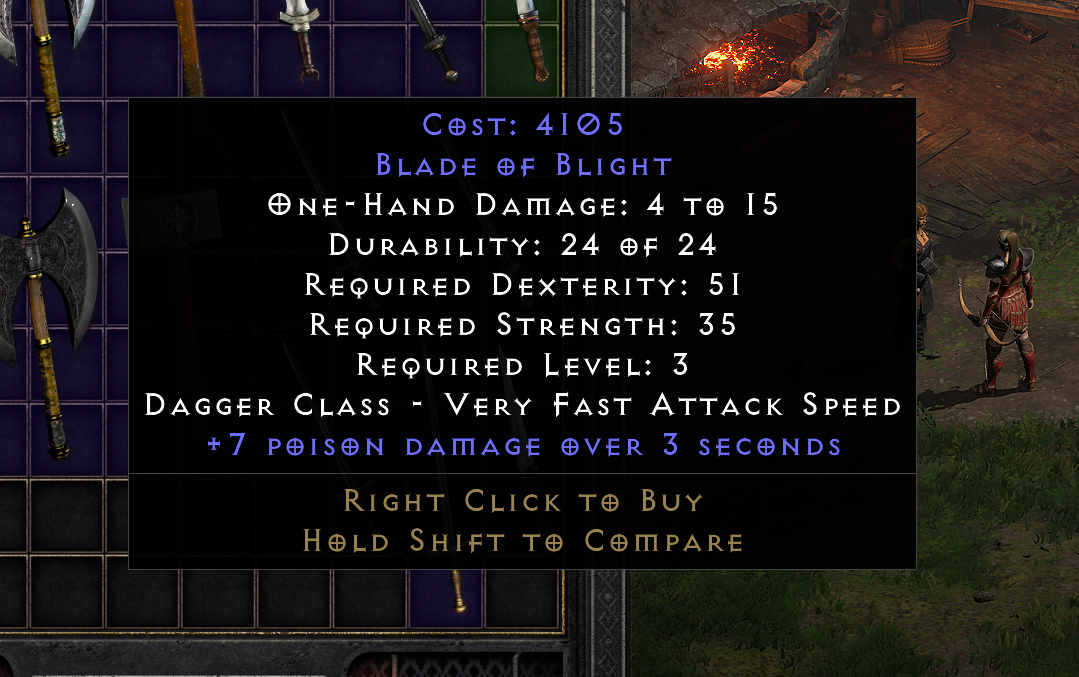 Cost: 4105
Blade of Blight
One-Hand Damage: 4 to 15
Durability: 24 of 24
Required Dexterity: 51
Required Strength: 35
Required Level: 3
Dagger Class - Very Fast Attack Speed
+7 poison damage over 3 seconds
Right Click to Buy
Hold Shift to Compare